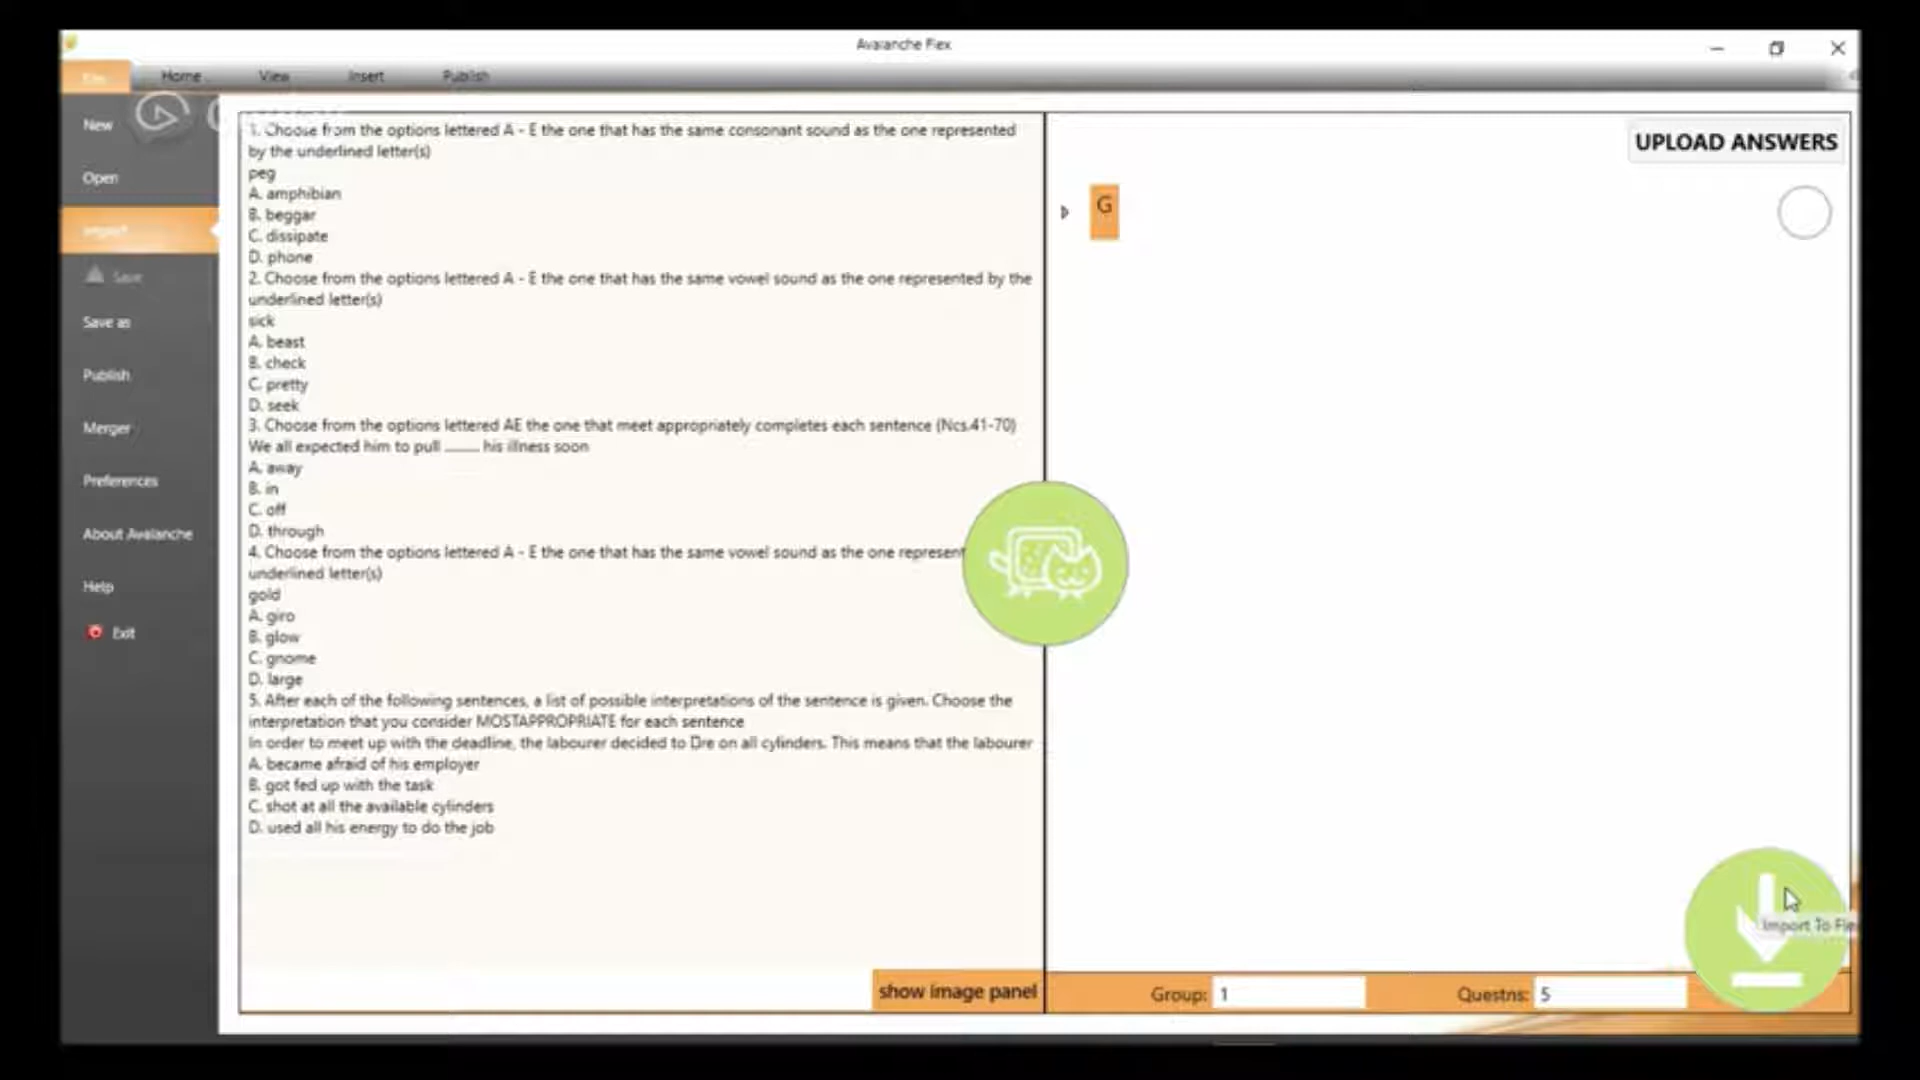 Avalanche Flex
File Home View Insert Publish
New
Open
Import
Save
Save as
Publish
Merger
Preferences
About Avalanche
Help
Exit
1. Choose from the options lettered A - E the one that has the same consonant sound as the one represented
by the underlined letter(s)
peg
A. amphibian
B. beggar
C. dissipate
D. phone
2. Choose from the options lettered A - E the one that has the same vowel sound as the one represented by the
underlined letter(s)
sick
A. beast
B. check
C. pretty
D. seek
3. Choose from the options lettered AE the one that meet appropriately completes each sentence (Ncs.41-70)
We all expected him to pull ........ his illness soon
A. away
B. in
C. off
D. through
4. Choose from the options lettered A - E the one that has the same vowel sound as the one represent
underlined letter(s)
gold
A. giro
B. glow
C. gnome
D. large
5. After each of the following sentences, a list of possible interpretations of the sentence is given. Choose the
interpretation that you consider MOSTAPPROPRIATE for each sentence
In order to meet up with the deadline, the labourer decided to Dre on all cylinders. This means that the labourer
A. became afraid of his employer
B. got fed up with the task
C. shot at all the available cylinders
D. used all his energy to do the job
show image panel
UPLOAD ANSWERS
G
Import To Fle
Group: 1
Questns: 5